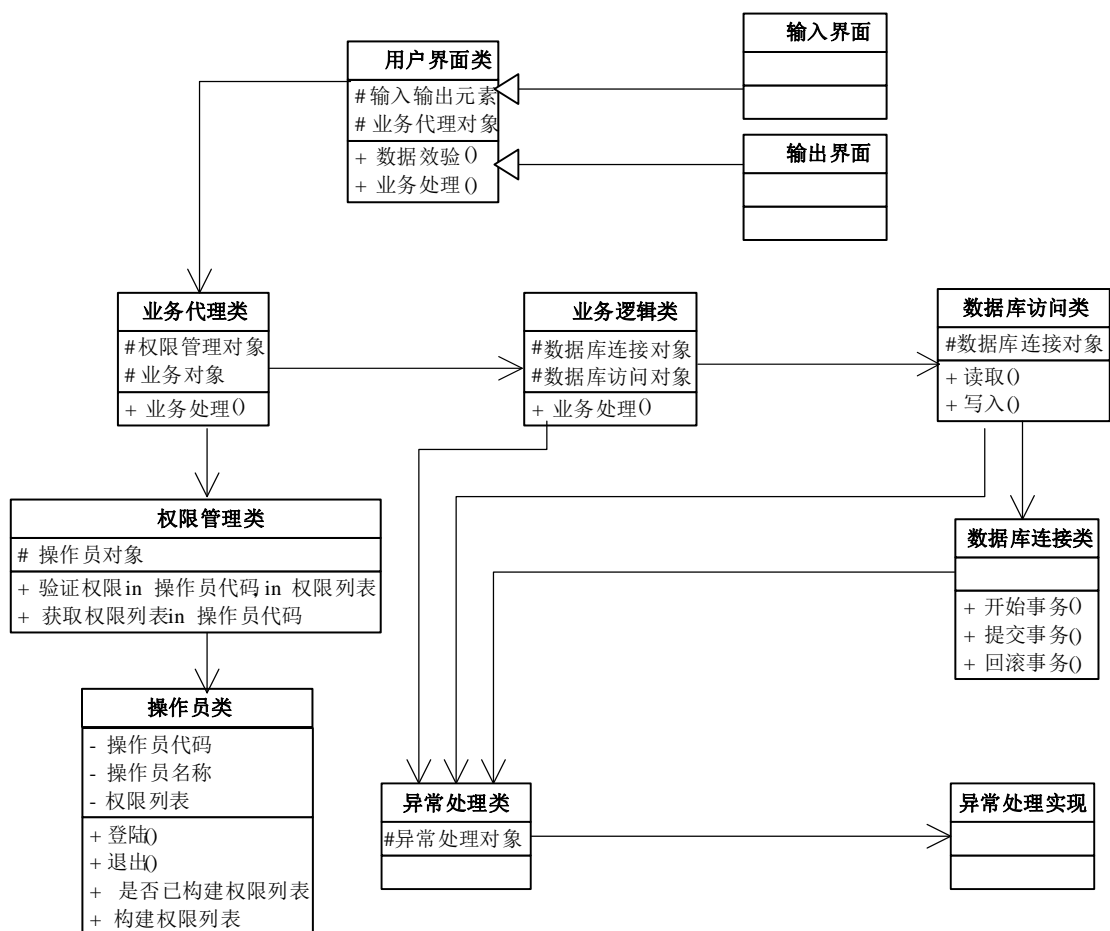 用户界面类
#输入输出元素
# 业务代理对象
+ 数据效验()
+ 业务处理()
输入界面
输出界面
业务代理类
#权限管理对象
# 业务对象
+ 业务处理()
业务逻辑类
#数据库连接对象
#数据库访问对象
+ 业务处理()
数据库访问类
#数据库连接对象
+ 读取()
+ 写入()
权限管理类
# 操作员对象
+ 验证权限in 操作员代码, in 权限列表
+ 获取权限列表in 操作员代码
数据库连接类
+ 开始事务()
+ 提交事务()
+ 回滚事务()
操作员类
- 操作员代码
- 操作员名称
- 权限列表
+ 登陆()
+ 退出()
+ 是否已构建权限列表
+ 构建权限列表
异常处理类
#异常处理对象
异常处理实现